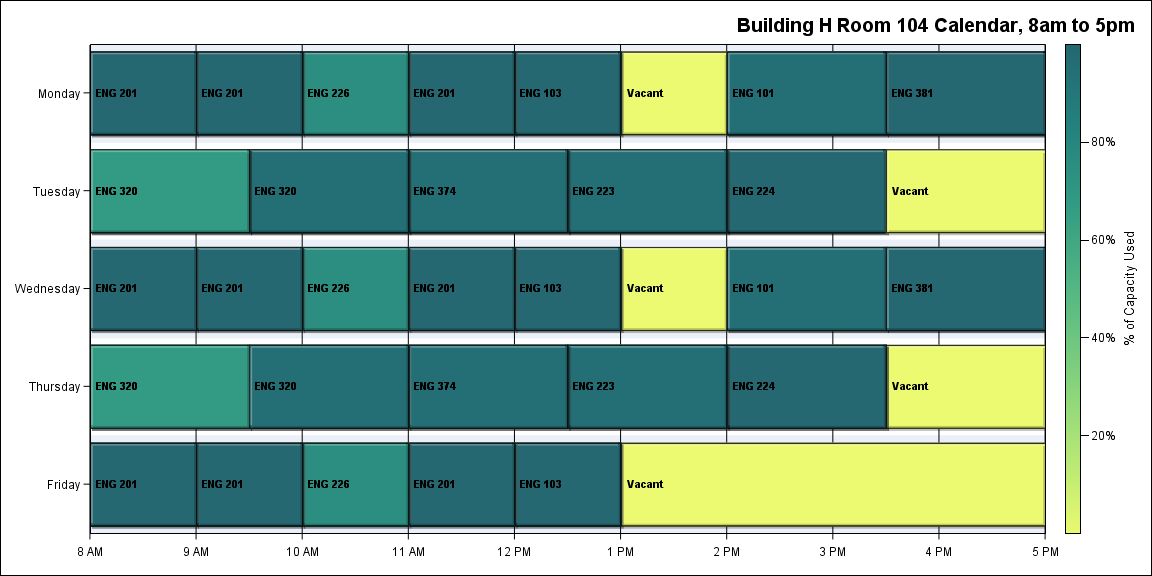 Building H Room 104 Calendar, 8am to 5pm
Monday
ENG 201
ENG 201
ENG 226
ENG 201
ENG 103
Vacant
ENG 101
ENG 381
Tuesday
ENG 320
ENG 320
ENG 374
ENG 223
ENG 224
Vacant
Wednesday
ENG 201
ENG 201
ENG 226
ENG 201
ENG 103
Vacant
ENG 101
ENG 381
Thursday
ENG 320
ENG 320
ENG 374
ENG 223
ENG 224
Vacant
Friday
ENG 201
ENG 201
ENG 226
ENG 201
ENG 103
Vacant
8 AM
9 AM
10 AM
11 AM
12 PM
1 PM
2 PM
3 PM
4 PM
5 PM
80%
60%
40%
20%
% of Capacity Used